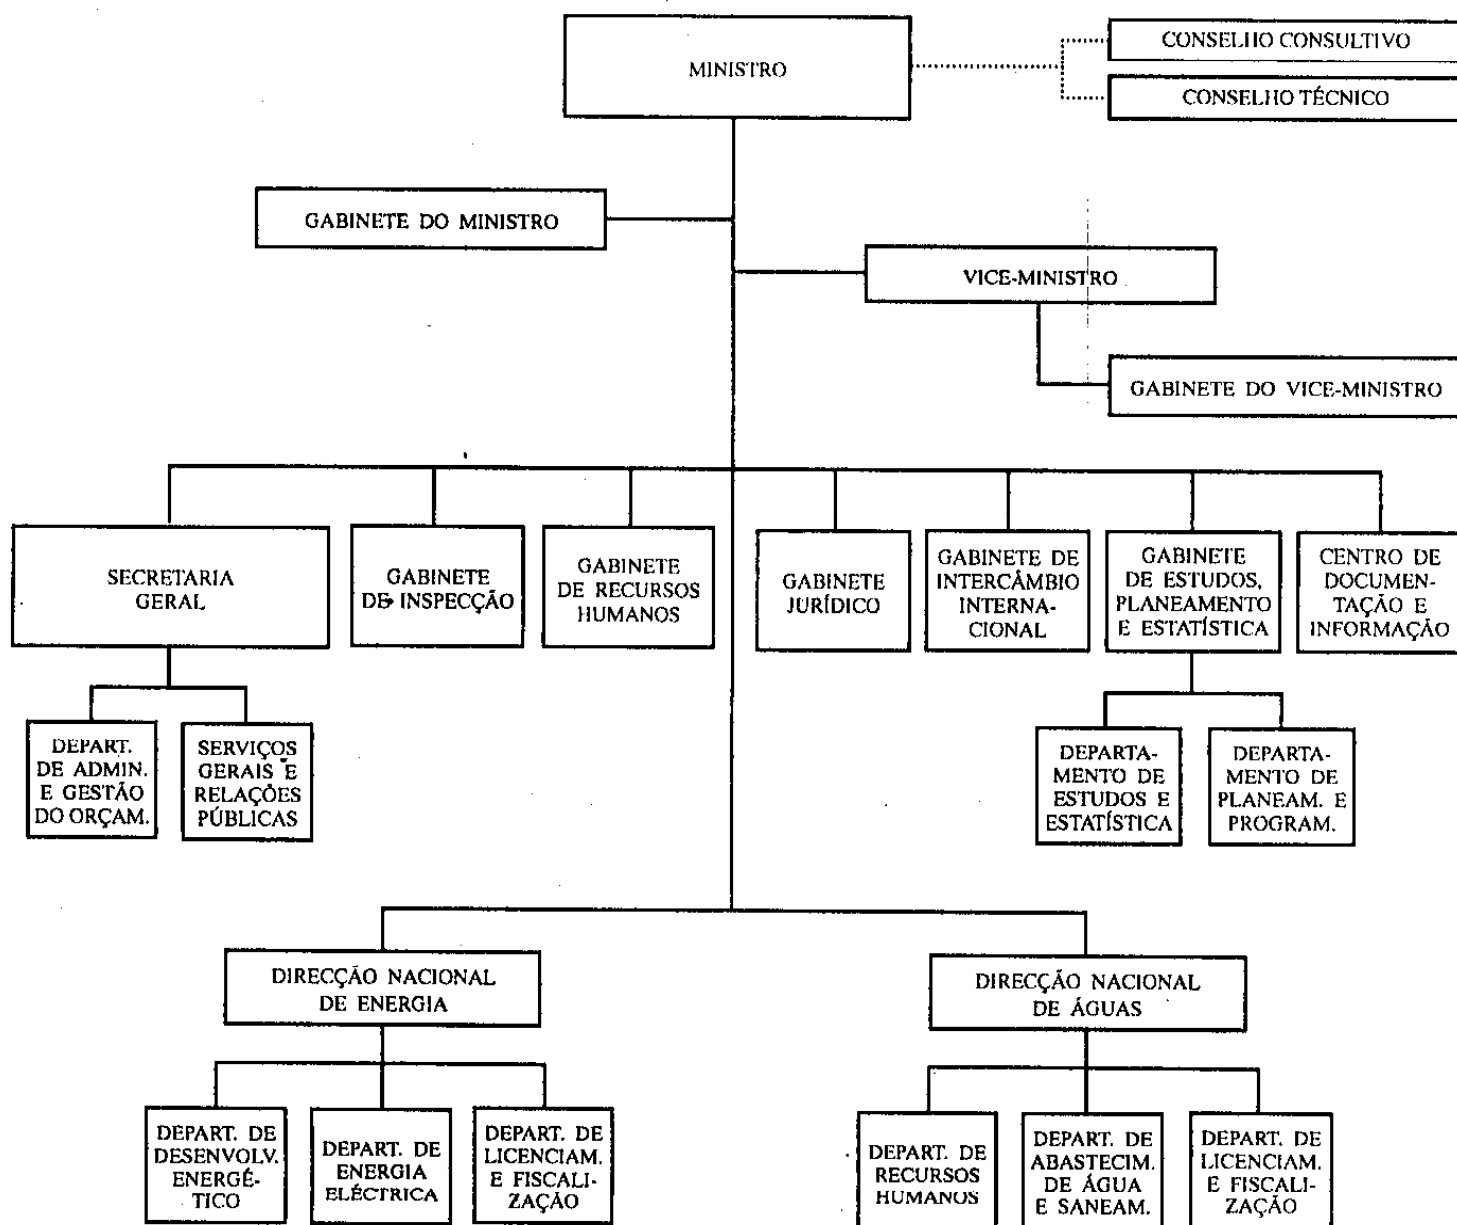 MINISTRO
CONSELHO CONSULTIVO
CONSELHO TÉCNICO
GABINETE DO MINISTRO
VICE-MINISTRO
GABINETE DO VICE-MINISTRO
SECRETARIA
GERAL
GABINETE
DE INSPECÇÃO
GABINETE
DE RECURSOS
HUMANOS
GABINETE
JURÍDICO
GABINETE DE
INTERCÂMBIO
INTERNA-
CIONAL
GABINETE
DE ESTUDOS,
PLANEAMENTO
E ESTATÍSTICA
CENTRO DE
DOCUMEN-
TAÇÃO E
INFORMAÇÃO
DEPART.
DE ADMIN.
E GESTÃO
DO ORÇAM.
SERVIÇOS
GERAIS E
RELAÇÕES
PÚBLICAS
DEPARTA-
MENTO DE
ESTUDOS E
ESTATÍSTICA
DEPARTA-
MENTO DE
PLANEAM. E
PROGRAM.
DIRECÇÃO NACIONAL
DE ENERGIA
DIRECÇÃO NACIONAL
DE ÁGUAS
DEPART. DE
DESENVOLV.
ENERGÉ-
TICO
DEPART. DE
ENERGIA
ELÉCTRICA
DEPART. DE
LICENCIAM.
E FISCALI-
ZAÇÃO
DEPART. DE
RECURSOS
HUMANOS
DEPART. DE
ABASTECIM.
DE ÁGUA
E SANEAM.
DEPART. DE
LICENCIAM.
E FISCALI-
ZAÇÃO